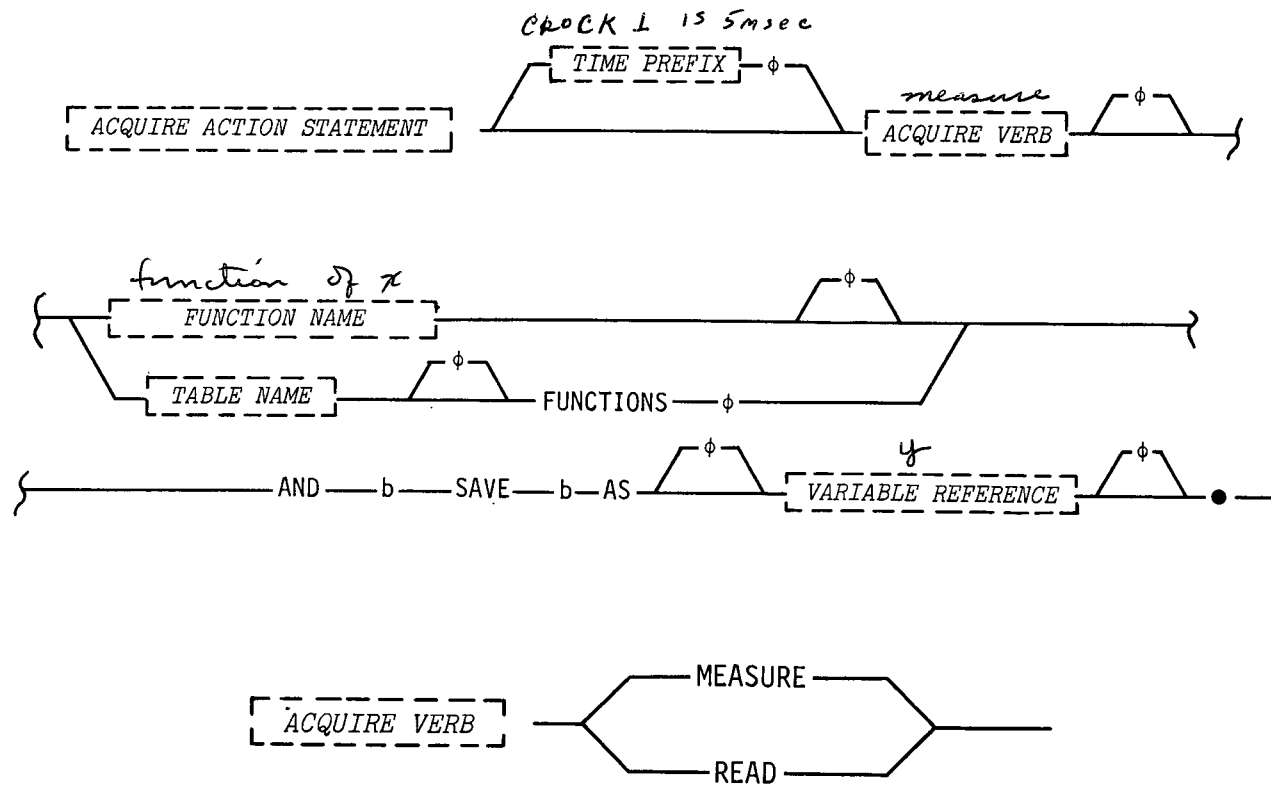 CROCK 1 IS 5msec
TIME PREFIX ϕ
measure
ϕ
ACQUIRE ACTION STATEMENT
ACQUIRE VERB
function of x
ϕ
FUNCTION NAME
ϕ
TABLE NAME
FUNCTIONS ϕ
y
ϕ
ϕ
AND b SAVE b AS
VARIABLE REFERENCE
MEASURE
ACQUIRE VERB
READ